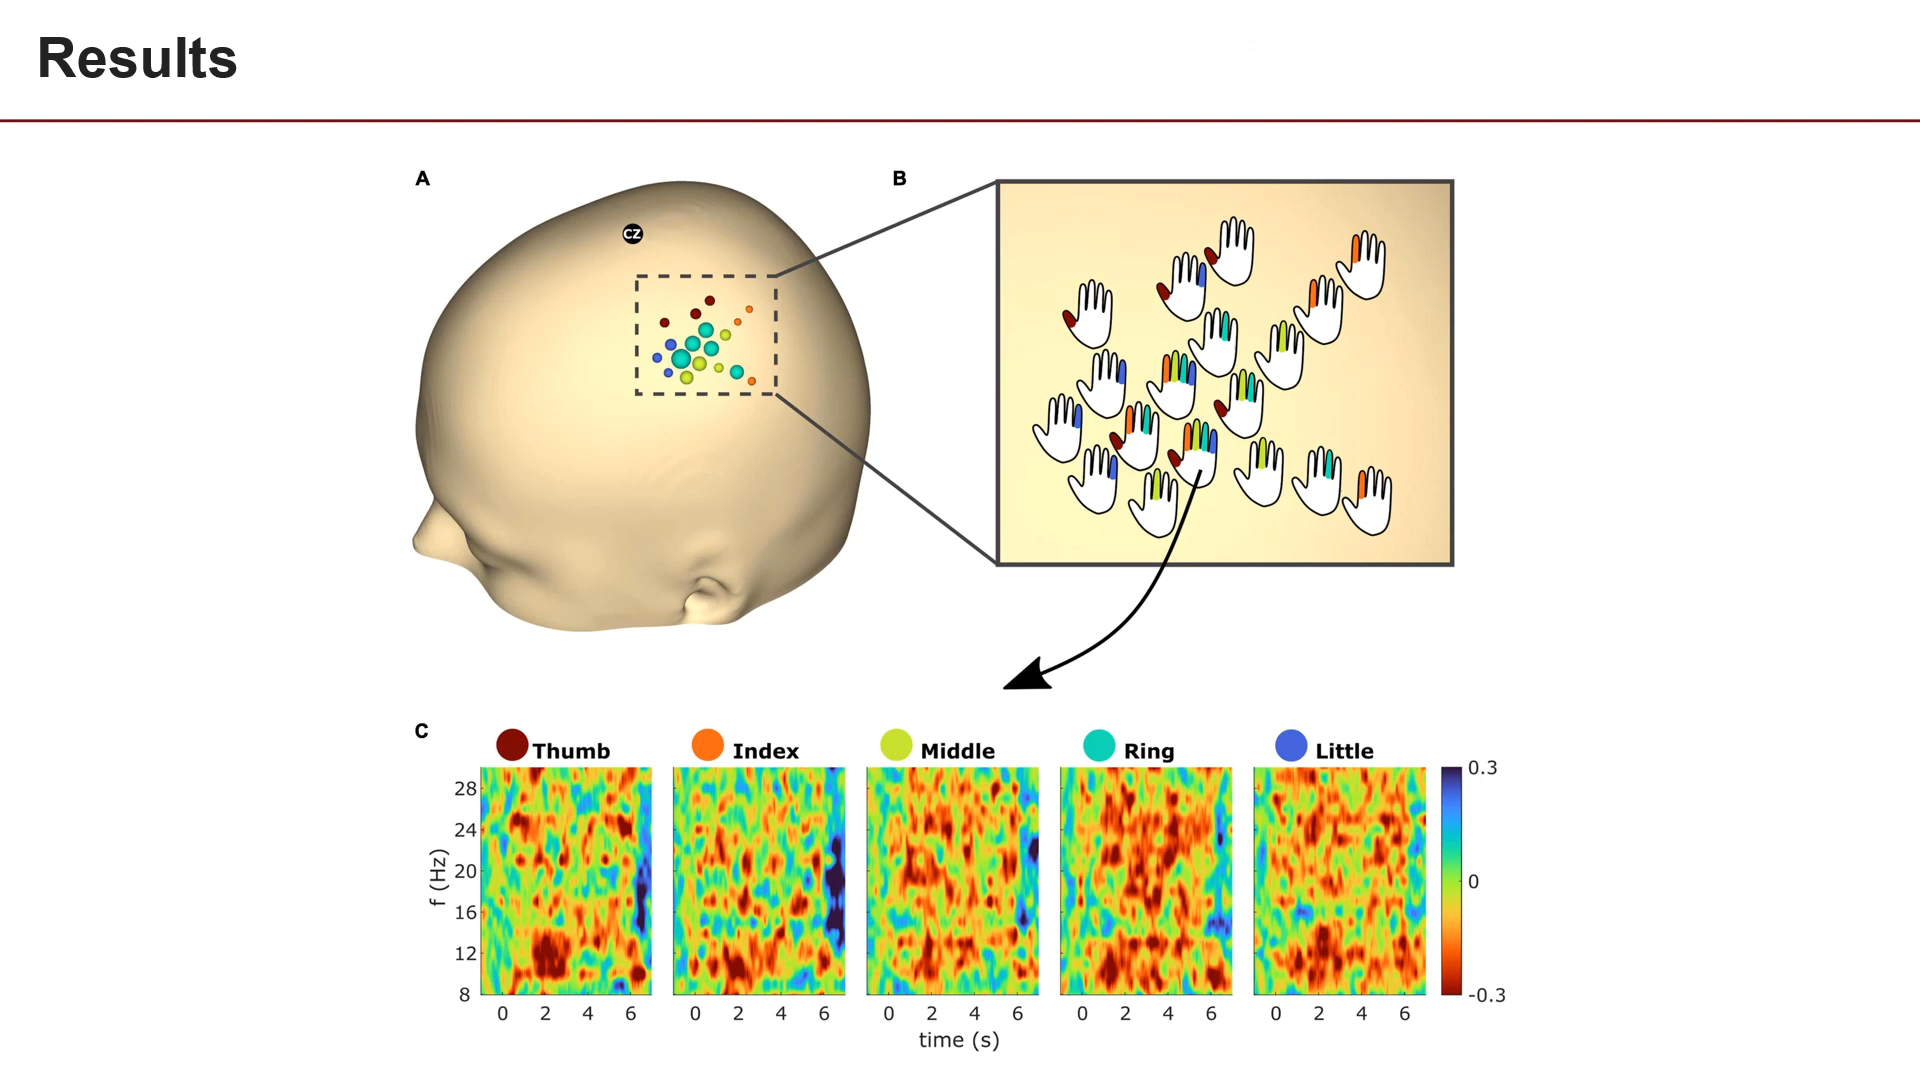 Results
A
B
CZ
C
Thumb
Index
Middle
Ring
Little
f (Hz)
28
24
20
16
12
8
0 2 4 6
0 2 4 6
0 2 4 6
0 2 4 6
0 2 4 6
0.3
0
-0.3
time (s)